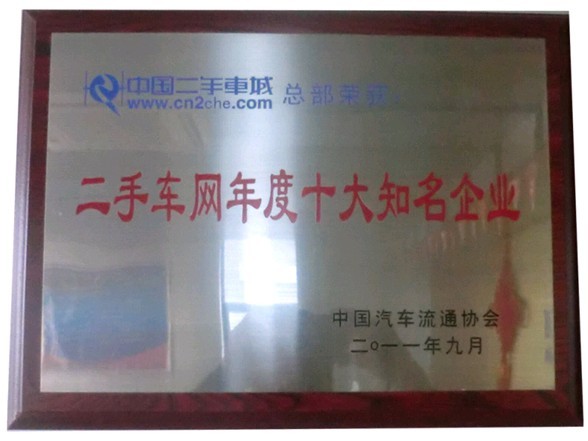 中国二手車城 总部荣获：
www.cn2che.com
二手车网年度十大知名企业
中国汽车流通协会
二o一一年九月